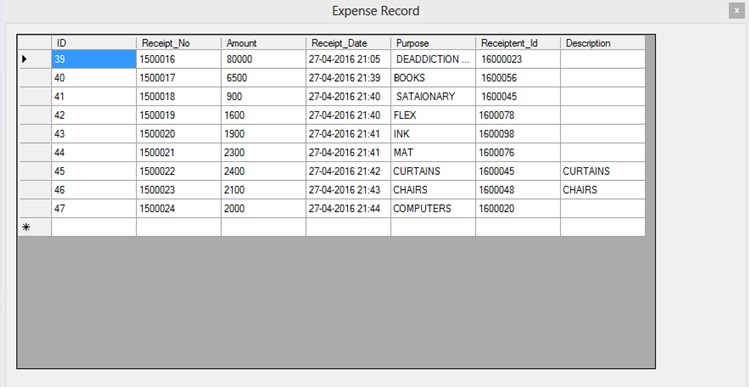 Expense Record
x
ID Receipt_No Amount Receipt_Date Purpose Receiptent_Id Description
39 1500016 80000 27-04-2016 21:05 DEADDICTION ... 16000023
40 1500017 6500 27-04-2016 21:39 BOOKS 1600056
41 1500018 900 27-04-2016 21:40 SATAIONARY 1600045
42 1500019 1600 27-04-2016 21:40 FLEX 1600078
43 1500020 1900 27-04-2016 21:41 INK 1600098
44 1500021 2300 27-04-2016 21:41 MAT 1600076
45 1500022 2400 27-04-2016 21:42 CURTAINS 1600045 CURTAINS
46 1500023 2100 27-04-2016 21:43 CHAIRS 1600048 CHAIRS
47 1500024 2000 27-04-2016 21:44 COMPUTERS 1600020